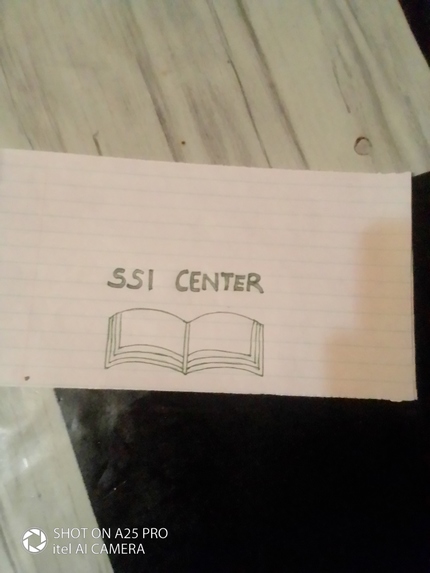 SSI CENTER
SHOT ON A25 PRO
itel AI CAMERA